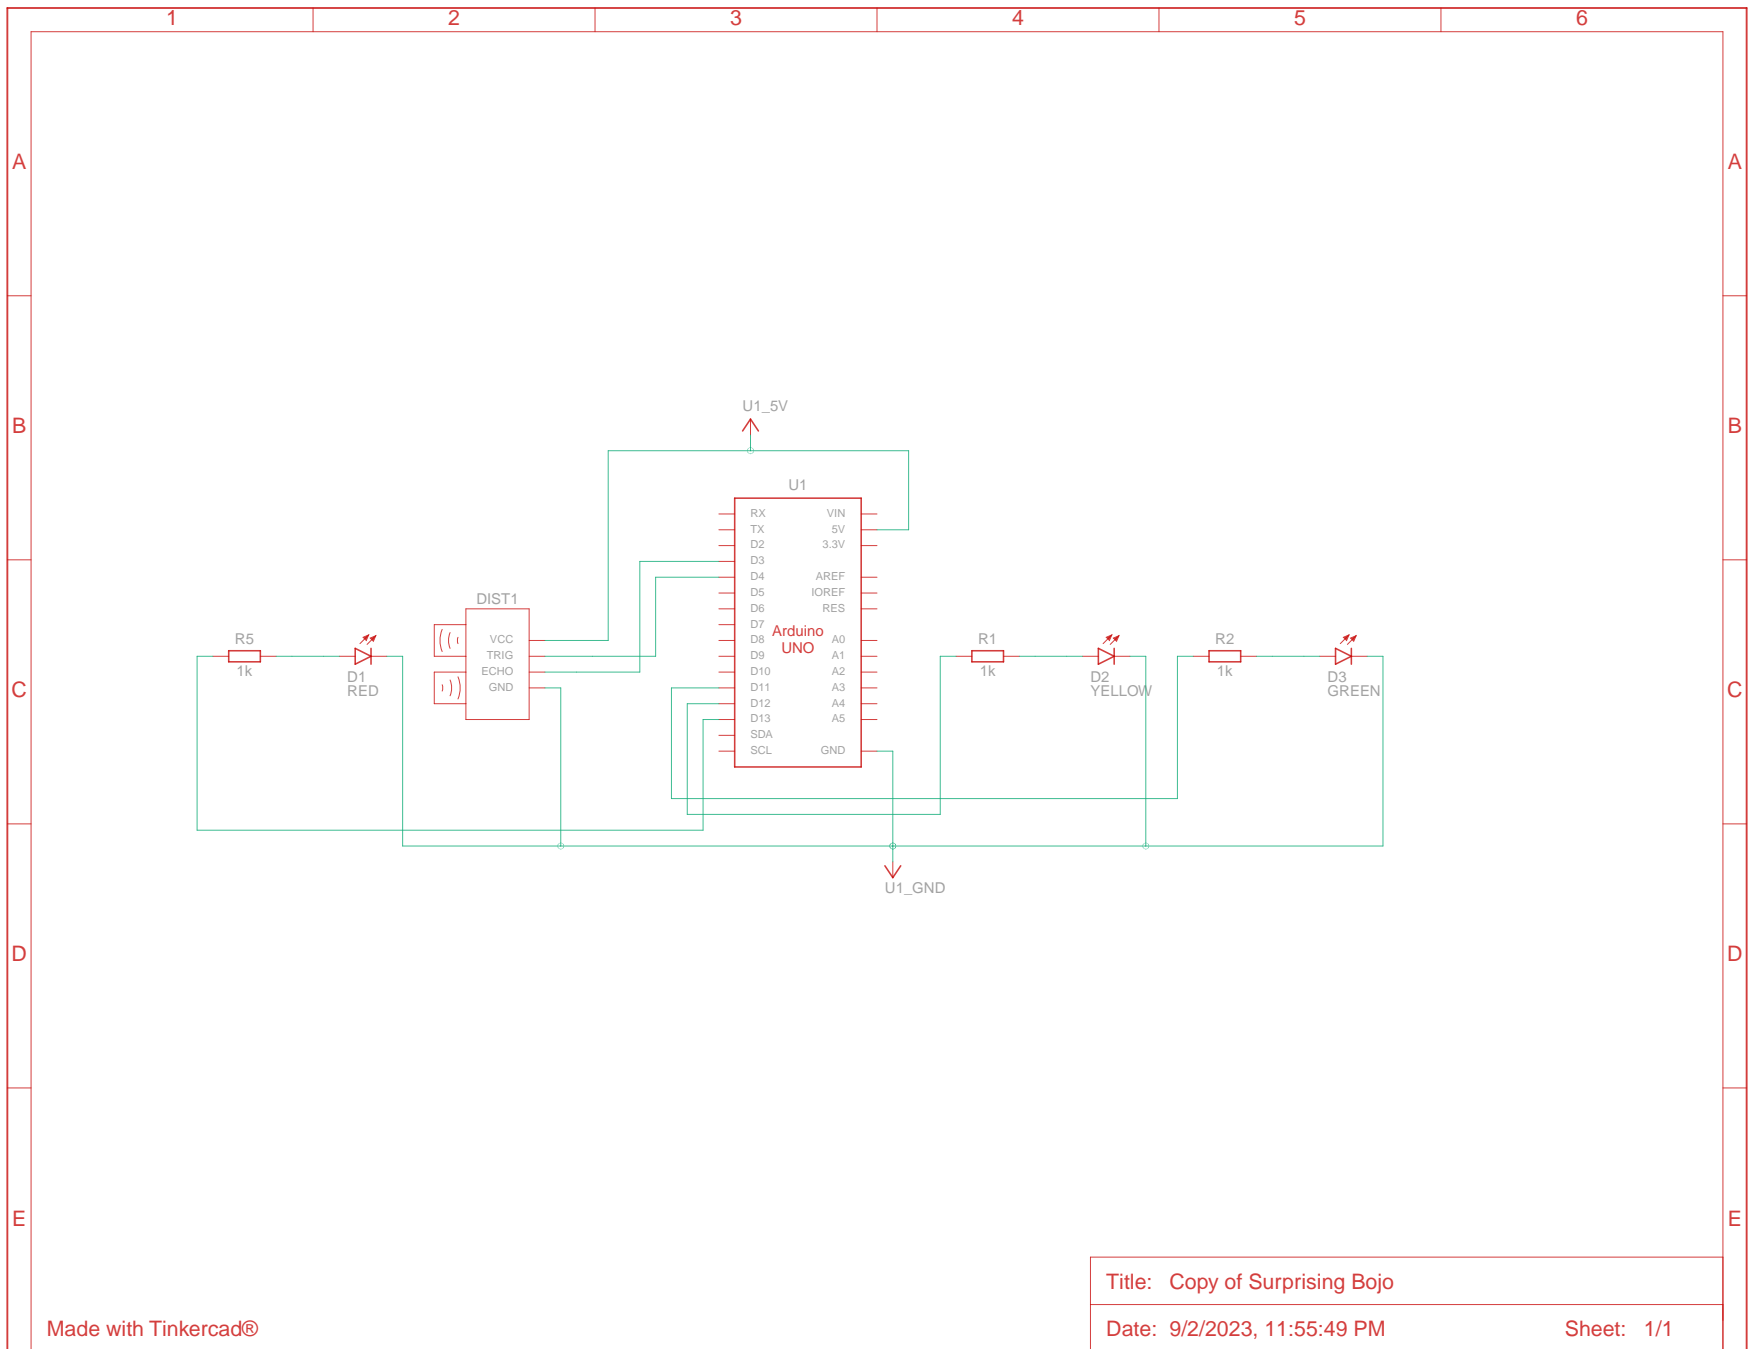 1 2 3 4 5 6
A A
B B
U1_5V
U1
RX VIN
TX 5V
D2 3.3V
D3
D4 AREF
D5 IOREF
D6 RES
D7
D8 A0
D9 A1
D10 A2
D11 A3
D12 A4
D13 A5
SDA
SCL GND
Arduino
UNO
DIST1
VCC
TRIG
ECHO
GND
R5
1k
D1
RED
R1
1k
D2
YELLOW
R2
1k
D3
GREEN
C C
U1_GND
D D
E E
Title: Copy of Surprising Bojo
Made with Tinkercad®
Date: 9/2/2023, 11:55:49 PM Sheet: 1/1